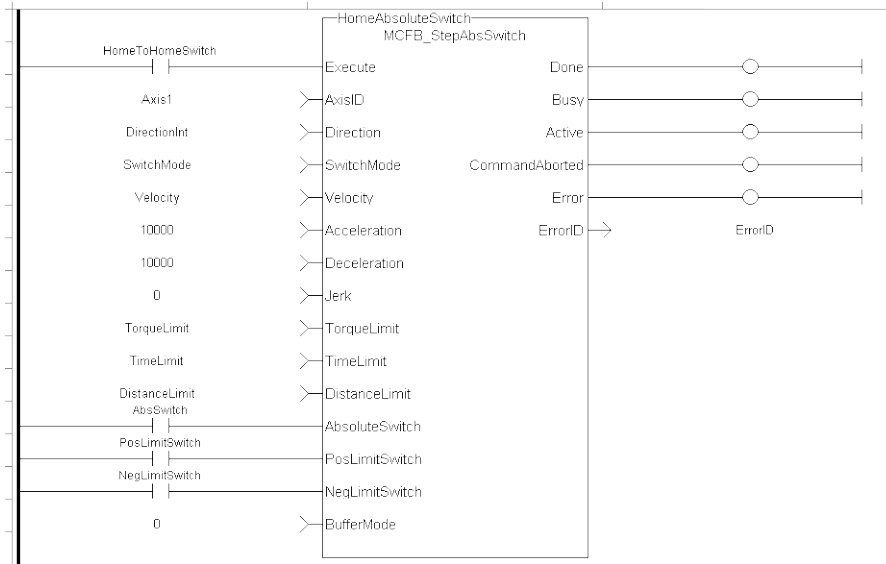 HomeAbsoluteSwitch
MCFB_StepAbsSwitch
HomeToHomeSwitch
Execute Done
Axis1 AxisID Busy
DirectionInt Direction Active
SwitchMode SwitchMode CommandAborted
Velocity Velocity Error
10000 Acceleration ErrorID ErrorID
10000 Deceleration
0 Jerk
TorqueLimit TorqueLimit
TimeLimit TimeLimit
DistanceLimit DistanceLimit
AbsSwitch
AbsoluteSwitch
PosLimitSwitch
PosLimitSwitch
NegLimitSwitch
NegLimitSwitch
0 BufferMode